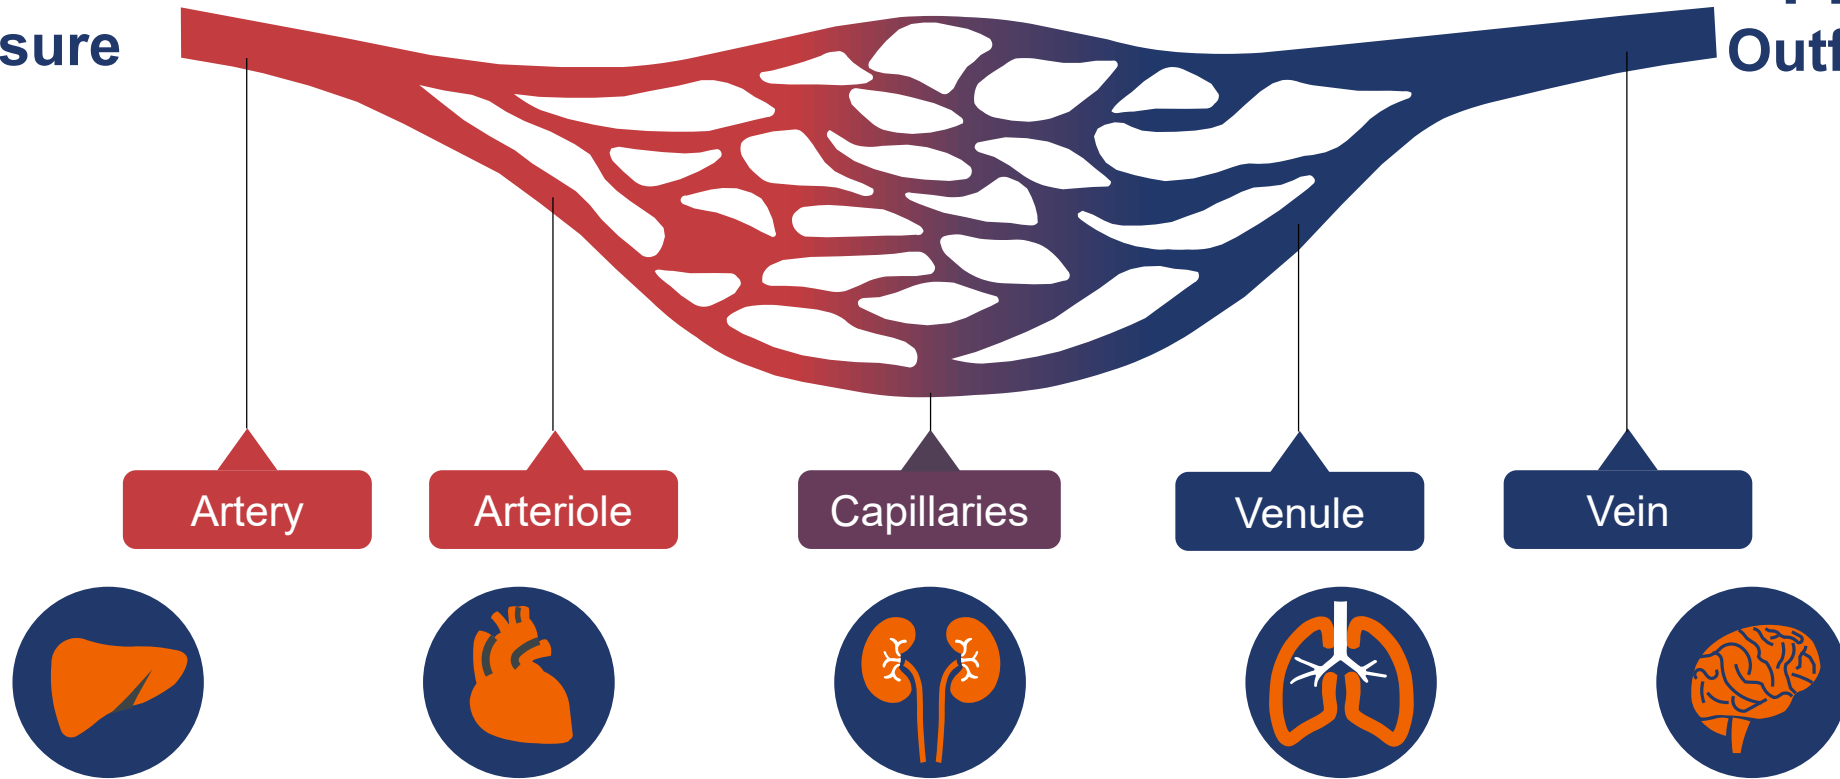 sure
Outf
Artery
Arteriole
Capillaries
Venule
Vein